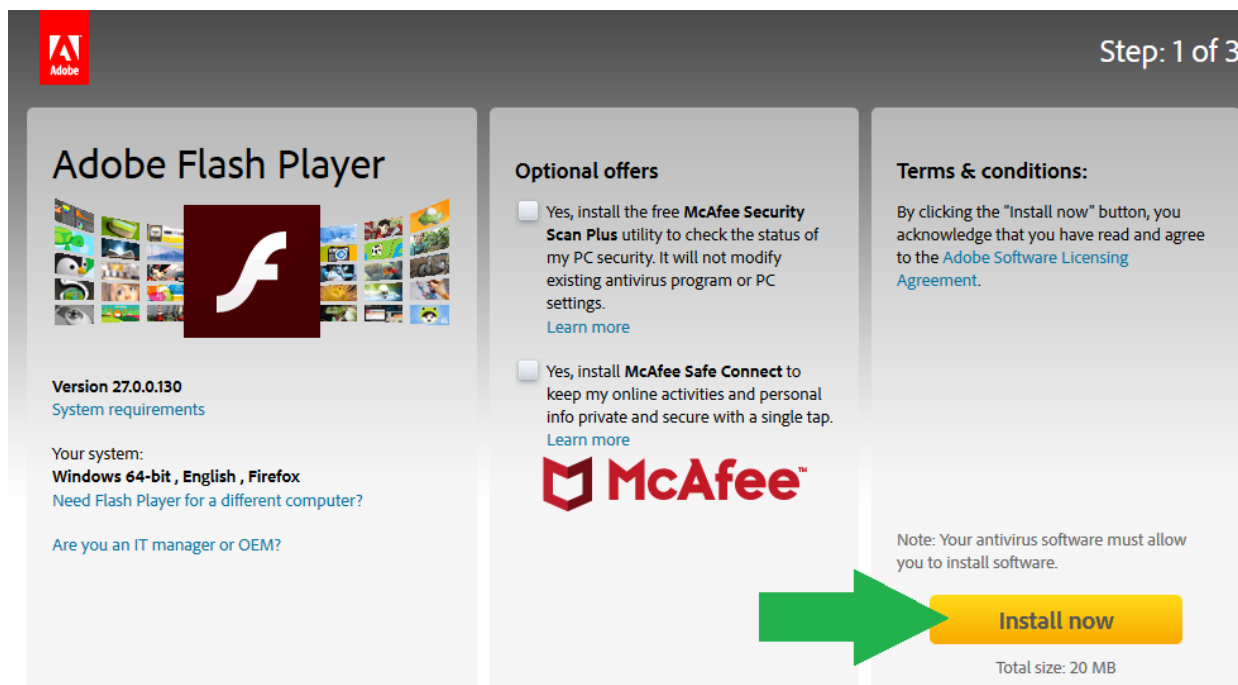 Adobe
Step: 1 of 3
Adobe Flash Player
Version 27.0.0.130
System requirements
Your system:
Windows 64-bit , English , Firefox
Need Flash Player for a different computer?
Are you an IT manager or OEM?
Optional offers
Yes, install the free McAfee Security
Scan Plus utility to check the status of
my PC security. It will not modify
existing antivirus program or PC
settings.
Learn more
Yes, install McAfee Safe Connect to
keep my online activities and personal
info private and secure with a single tap.
Learn more
McAfee™
Terms & conditions:
By clicking the "Install now" button, you
acknowledge that you have read and agree
to the Adobe Software Licensing
Agreement.
Note: Your antivirus software must allow
you to install software.
Install now
Total size: 20 MB